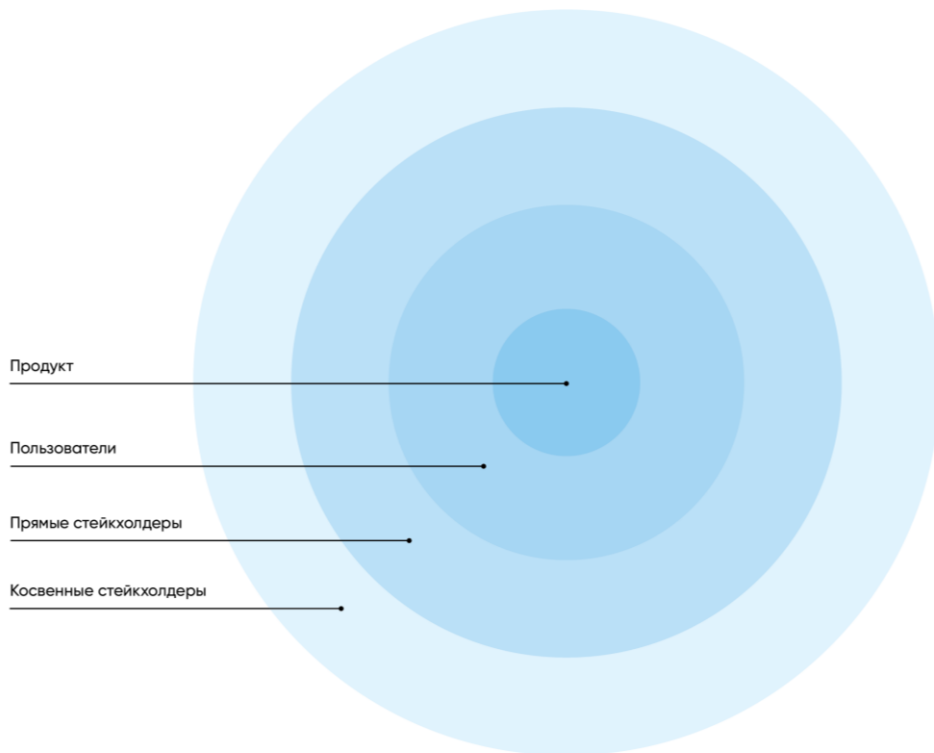 Продукт
Пользователи
Прямые стейкхолдеры
Косвенные стейкхолдеры